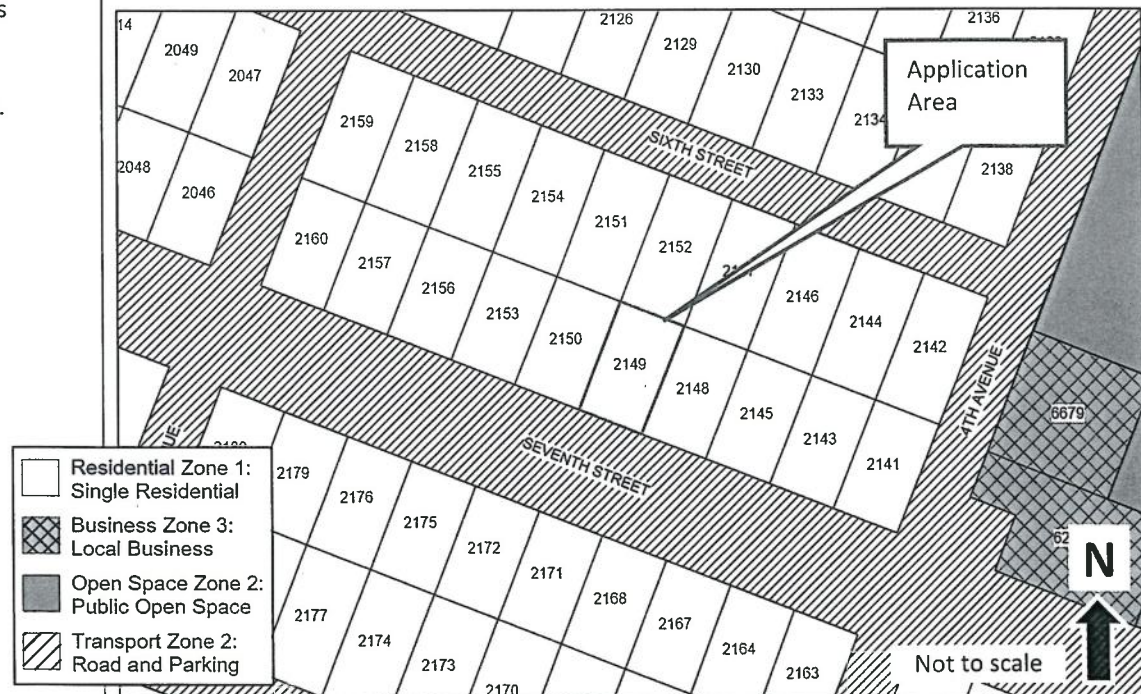 s
.
14
2049
2047
2048
2046
2126
2129
2130
2133
2134
2136
2138
Application
Area
SIXTH STREET
2159
2158
2155
2154
2151
2152
2146
2144
2142
2160
2157
2156
2153
2150
2149
2148
2145
2143
2141
4TH AVENUE
6679
SEVENTH STREET
UE
2179
2176
2175
2172
2171
2168
2167
2164
2163
2177
2174
2173
2170
Residential Zone 1:
Single Residential
Business Zone 3:
Local Business
Open Space Zone 2:
Public Open Space
Transport Zone 2:
Road and Parking
N
Not to scale